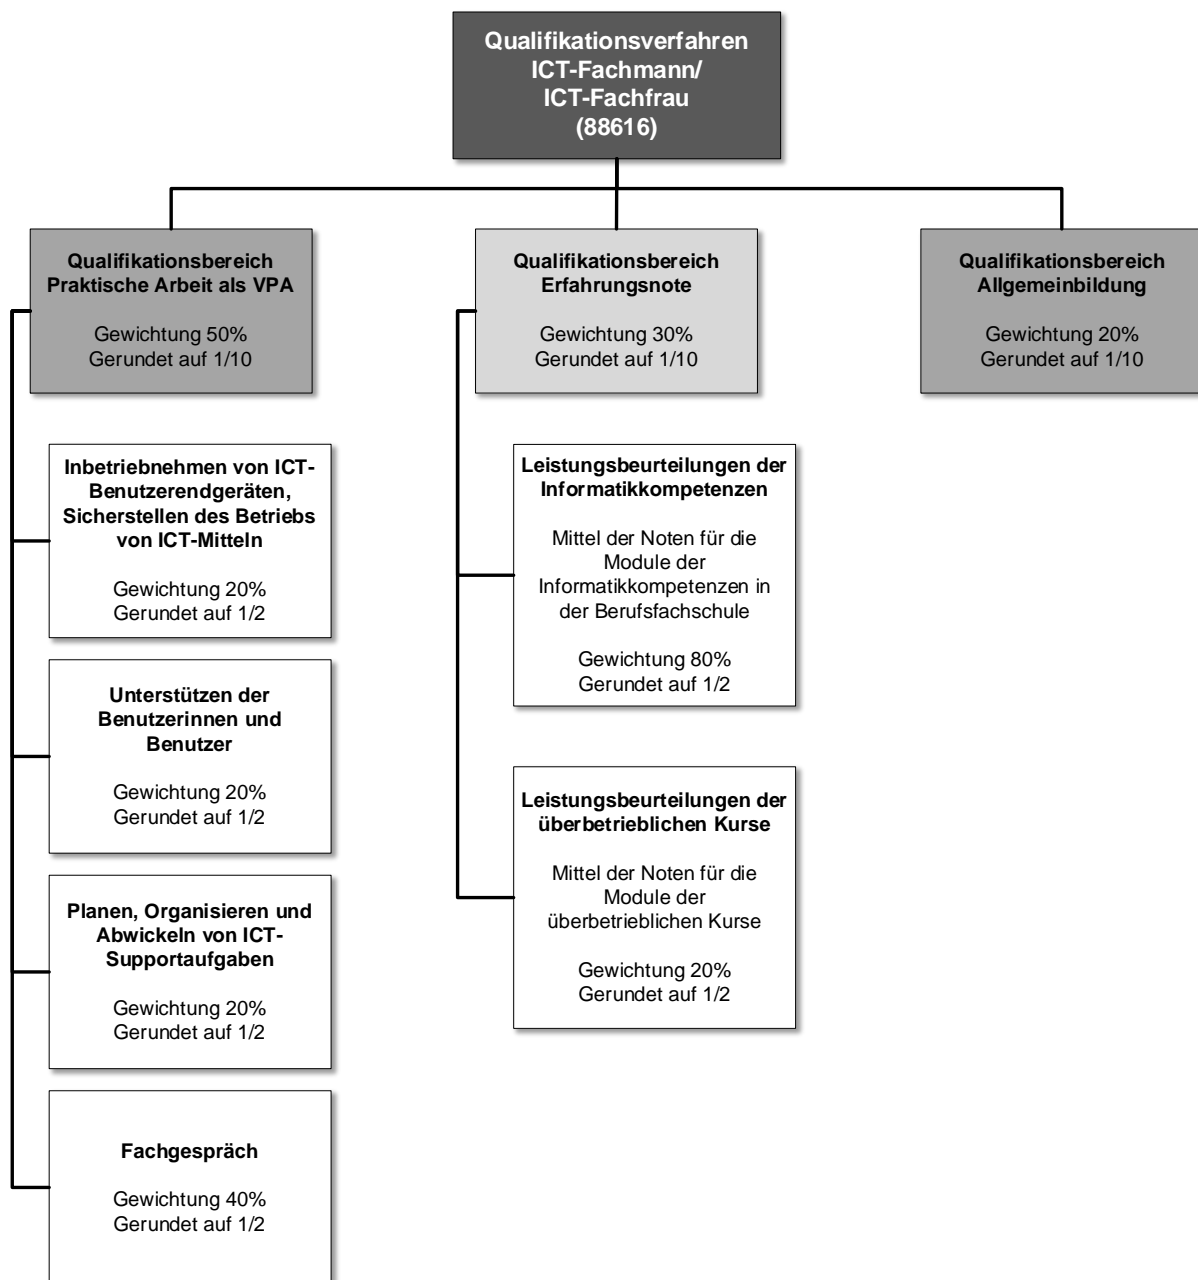 Qualifikationsverfahren
ICT-Fachmann/
ICT-Fachfrau
(88616)
Qualifikationsbereich
Praktische Arbeit als VPA
Gewichtung 50%
Gerundet auf 1/10
Inbetriebnehmen von ICT-
Benutzerendgeräten,
Sicherstellen des Betriebs
von ICT-Mitteln
Gewichtung 20%
Gerundet auf 1/2
Unterstützen der
Benutzerinnen und
Benutzer
Gewichtung 20%
Gerundet auf 1/2
Planen, Organisieren und
Abwickeln von ICT-
Supportaufgaben
Gewichtung 20%
Gerundet auf 1/2
Fachgespräch
Gewichtung 40%
Gerundet auf 1/2
Qualifikationsbereich
Erfahrungsnote
Gewichtung 30%
Gerundet auf 1/10
Leistungsbeurteilungen der
Informatikkompetenzen
Mittel der Noten für die
Module der
Informatikkompetenzen in
der Berufsfachschule
Gewichtung 80%
Gerundet auf 1/2
Leistungsbeurteilungen der
überbetrieblichen Kurse
Mittel der Noten für die
Module der
überbetrieblichen Kurse
Gewichtung 20%
Gerundet auf 1/2
Qualifikationsbereich
Allgemeinbildung
Gewichtung 20%
Gerundet auf 1/10